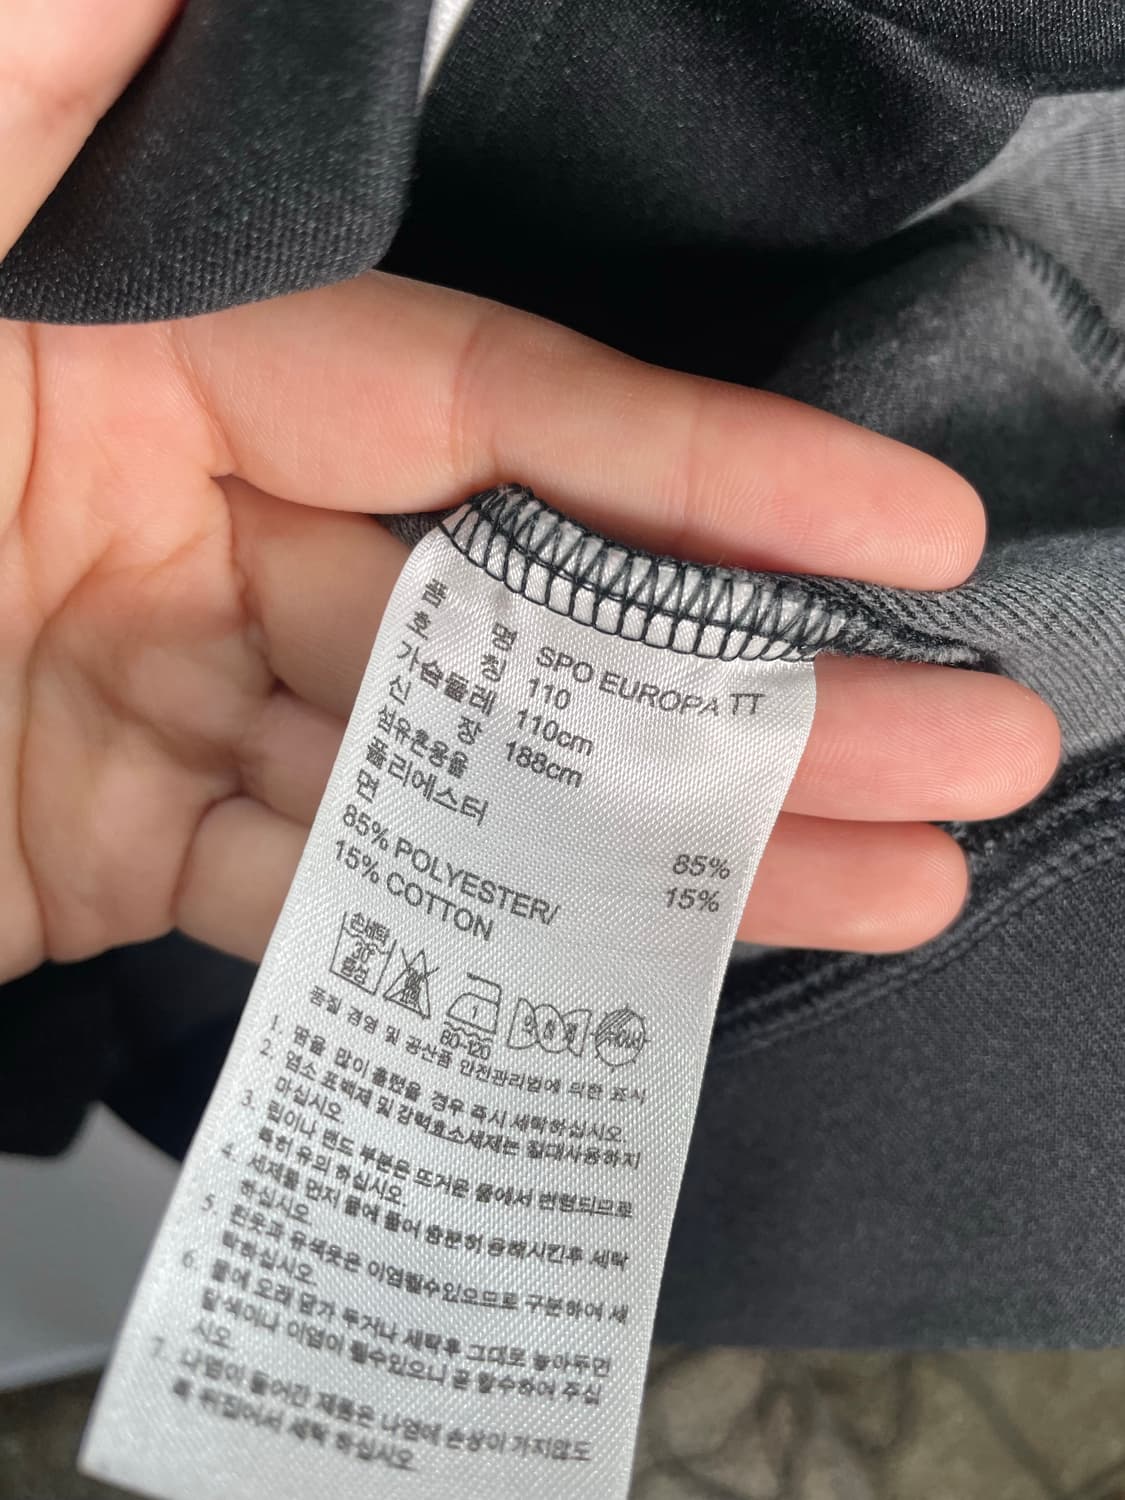 품 명 SPO EUROPA TT
호 칭 110
가슴둘레 110cm
신 장 188cm
섬유혼용율
폴리에스터 85%
면 15%
85% POLYESTER/
15% COTTON
손세탁
30°
중성
80-120
품질 경영 및 공산품 안전관리법에 의한 표시
1. 땀을 많이 흘렸을 경우 즉시 세탁하십시오.
2. 염소 표백제 및 강력효소세제는 절대사용하지
마십시오.
3. 립이나 밴드 부분은 뜨거운 물에서 변형되므로
특히 유의 하십시오
4. 세제를 먼저 물에 풀어 충분히 용해시킨후 세탁
하십시오.
5. 흰옷과 유색옷은 이염될수있으므로 구분하여 세
탁하십시오.
6. 물에 오래 담가 두거나 세탁후 그대로 놓아두면
탈색이나 이염이 될수있으니 곧 헹구어 주십
시오
7. 나염이 들어간 제품은 나염에 손상이 가지않도
록 뒤집어서 세탁 하십시오